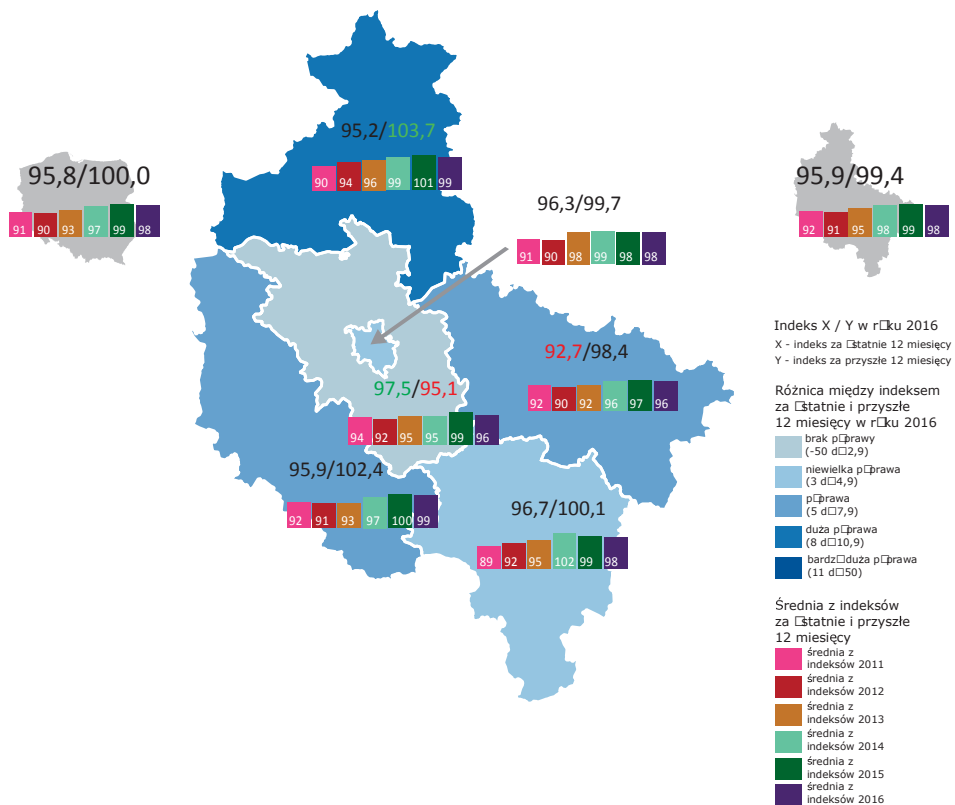 95,2/103,7
90 94 96 99 101 99
95,8/100,0
91 90 93 97 99 98
95,9/99,4
92 91 95 98 99 98
96,3/99,7
91 90 98 99 98 98
92,7/98,4
92 90 92 96 97 96
97,5/95,1
94 92 95 95 99 96
95,9/102,4
92 91 93 97 100 99
96,7/100,1
89 92 95 102 99 98
Indeks X / Y w r□ku 2016
X - indeks za □statnie 12 miesięcy
Y - indeks za przyszłe 12 miesięcy
Różnica między indeksem
za □statnie i przyszłe
12 miesięcy w r□ku 2016
brak p□prawy
(-50 d□2,9)
niewielka p□prawa
(3 d□4,9)
p□prawa
(5 d□7,9)
duża p□prawa
(8 d□10,9)
bardz□duża p□prawa
(11 d□50)
Średnia z indeksów
za □statnie i przyszłe
12 miesięcy
średnia z
indeksów 2011
średnia z
indeksów 2012
średnia z
indeksów 2013
średnia z
indeksów 2014
średnia z
indeksów 2015
średnia z
indeksów 2016